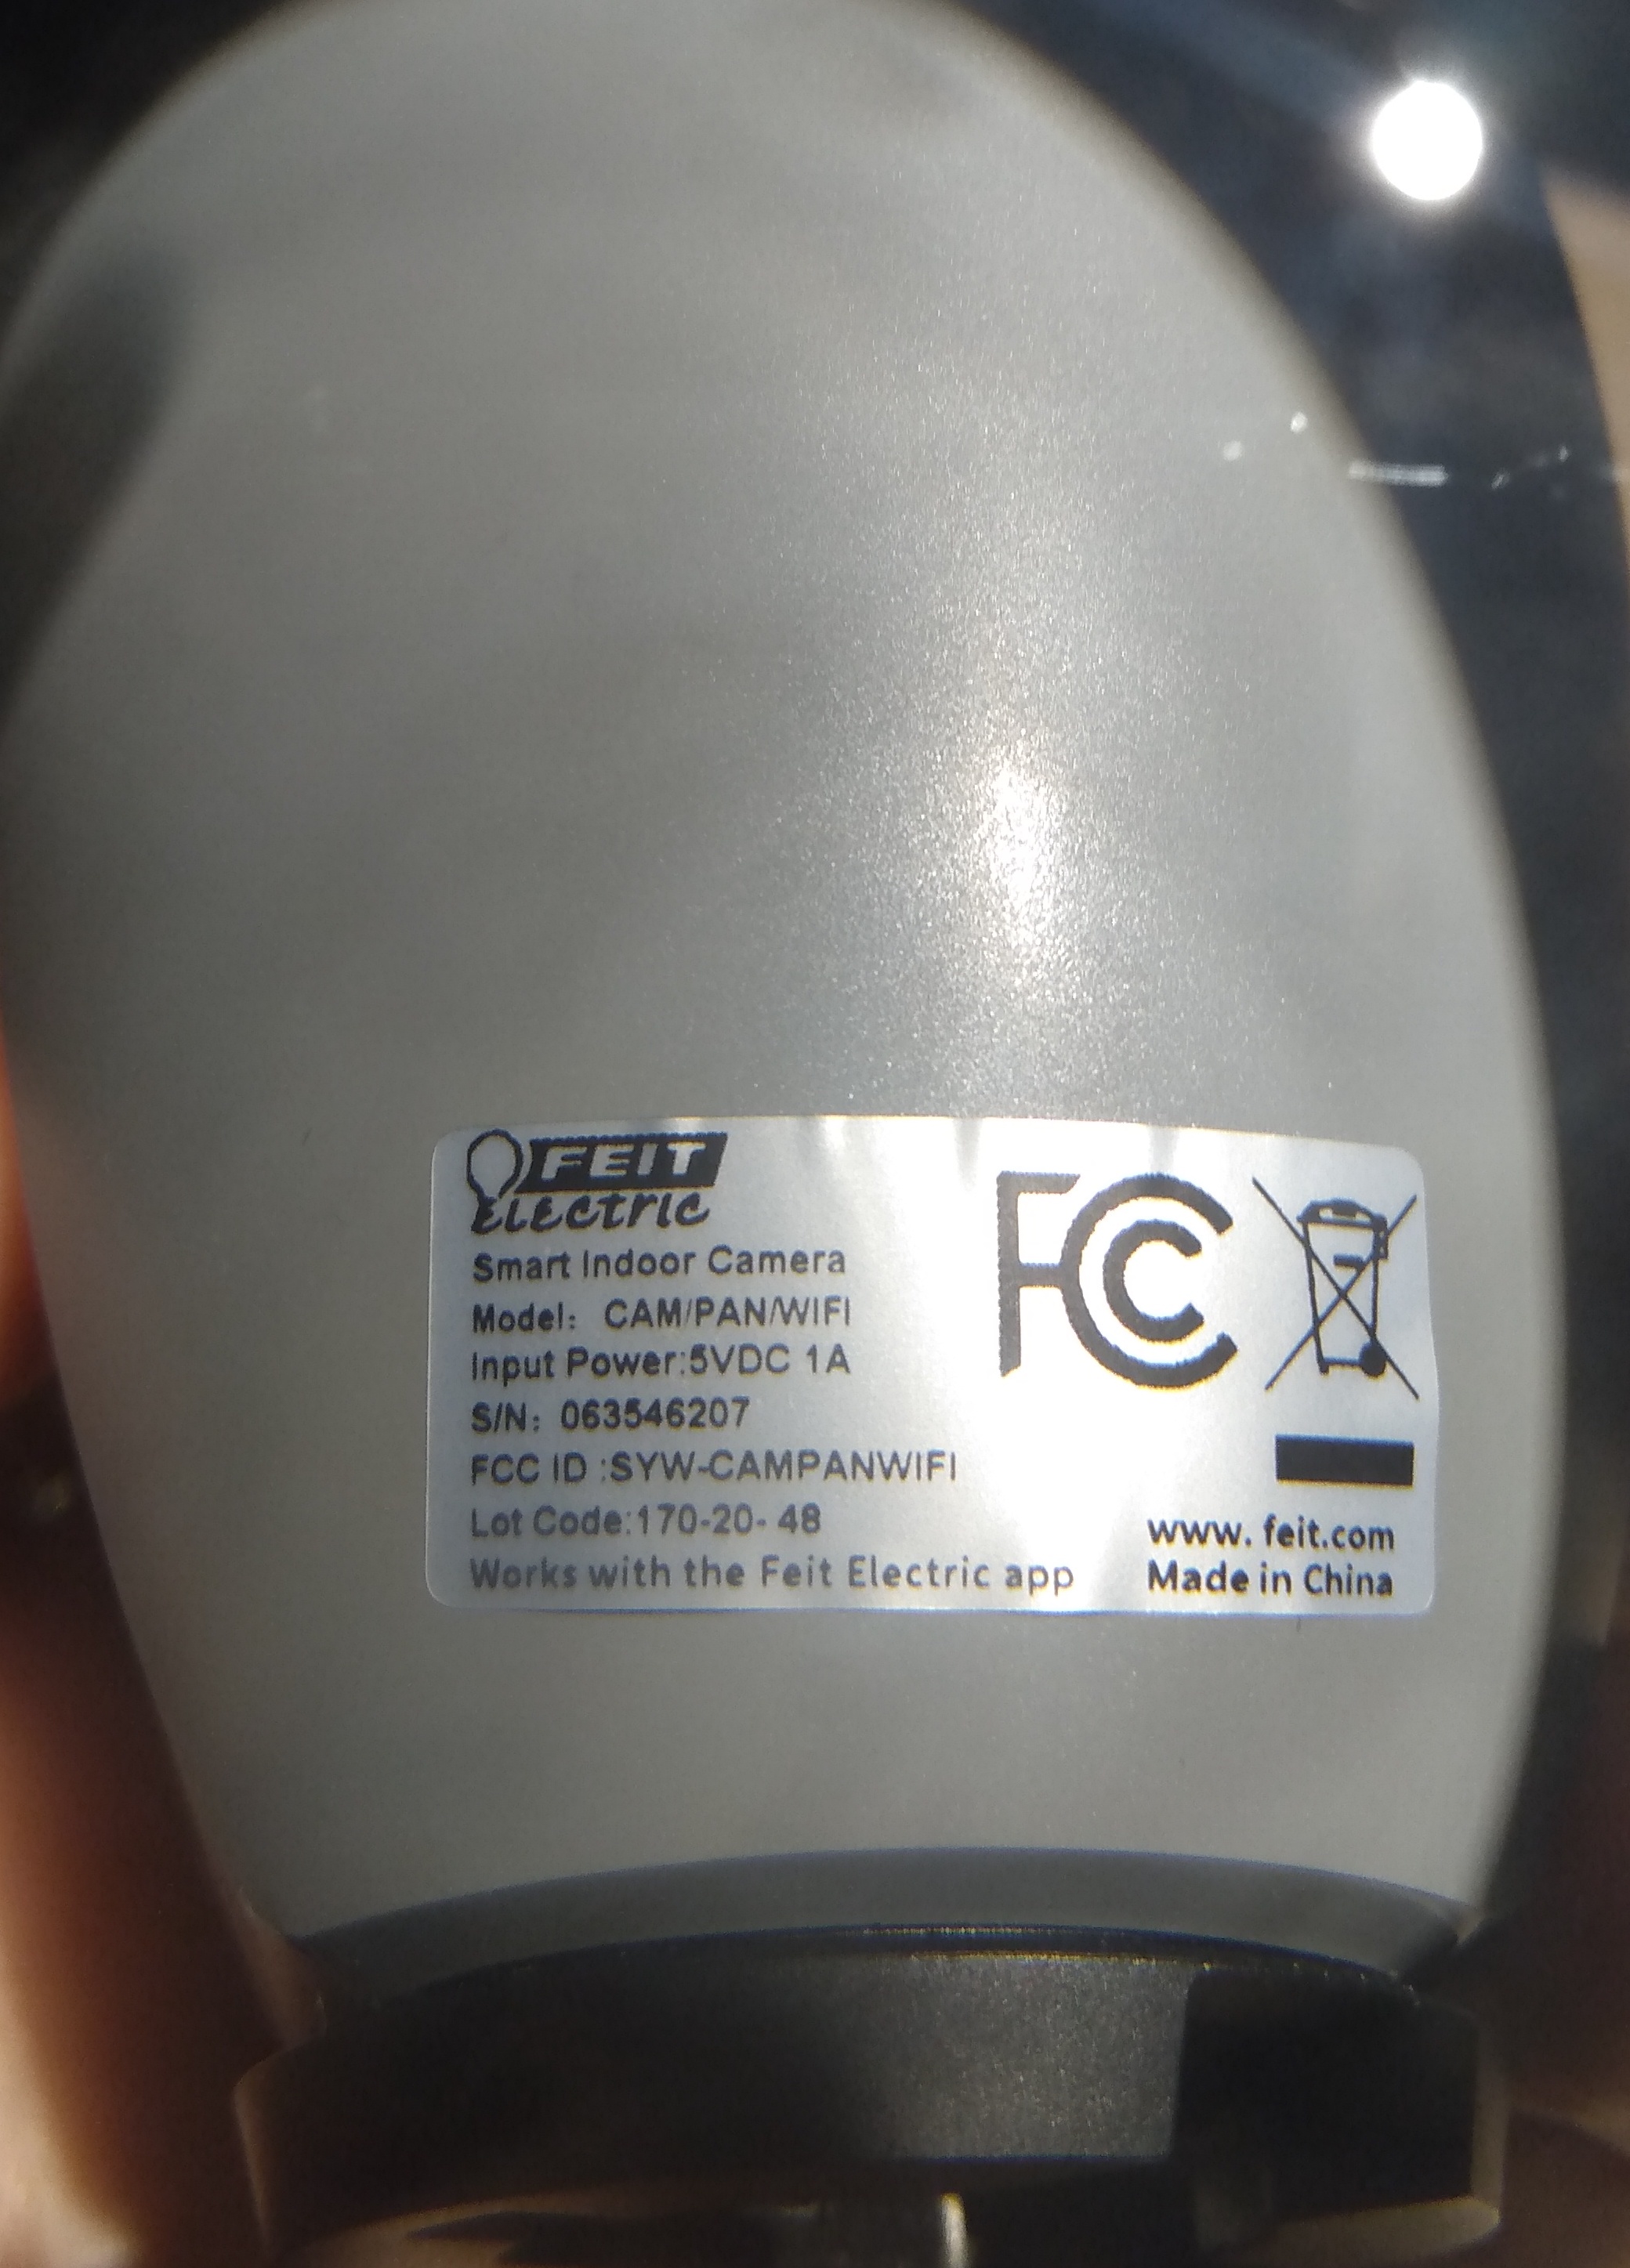 FEIT
ELECTRIC
Smart Indoor Camera
Model: CAM/PAN/WIFI
Input Power:5VDC 1A
S/N: 063546207
FCC ID :SYW-CAMPANWIFI
Lot Code:170-20- 48
Works with the Feit Electric app
FC
www. feit.com
Made in China